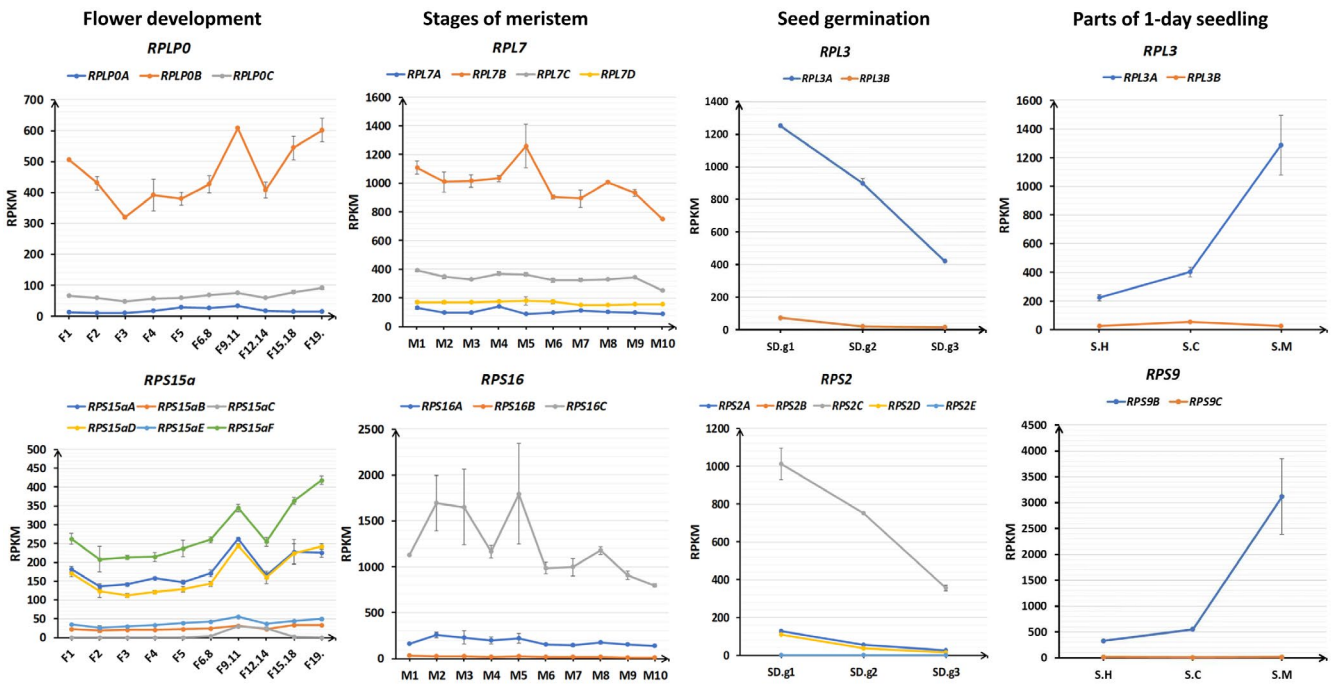 Flower development
Stages of meristem
Seed germination
Parts of 1-day seedling
RPLP0
RPLP0A RPLP0B RPLP0C
700
600
500
400
300
200
100
0
RPKM
F1 F2 F3 F4 F5 F6.8 F9.11 F12.14 F15.18 F19.
RPL7
RPL7A RPL7B RPL7C RPL7D
1600
1400
1200
1000
800
600
400
200
0
RPKM
M1 M2 M3 M4 M5 M6 M7 M8 M9 M10
RPL3
RPL3A RPL3B
1400
1200
1000
800
600
400
200
0
RPKM
SD.g1 SD.g2 SD.g3
RPL3
RPL3A RPL3B
1600
1400
1200
1000
800
600
400
200
0
RPKM
S.H S.C S.M
RPS15a
RPS15aA RPS15aB RPS15aC
RPS15aD RPS15aE RPS15aF
500
450
400
350
300
250
200
150
100
50
0
RPKM
F1 F2 F3 F4 F5 F6.8 F9.11 F12.14 F15.18 F19.
RPS16
RPS16A RPS16B RPS16C
2500
2000
1500
1000
500
0
RPKM
M1 M2 M3 M4 M5 M6 M7 M8 M9 M10
RPS2
RPS2A RPS2B RPS2C RPS2D RPS2E
1200
1000
800
600
400
200
0
RPKM
SD.g1 SD.g2 SD.g3
RPS9
RPS9B RPS9C
4500
4000
3500
3000
2500
2000
1500
1000
500
0
RPKM
S.H S.C S.M